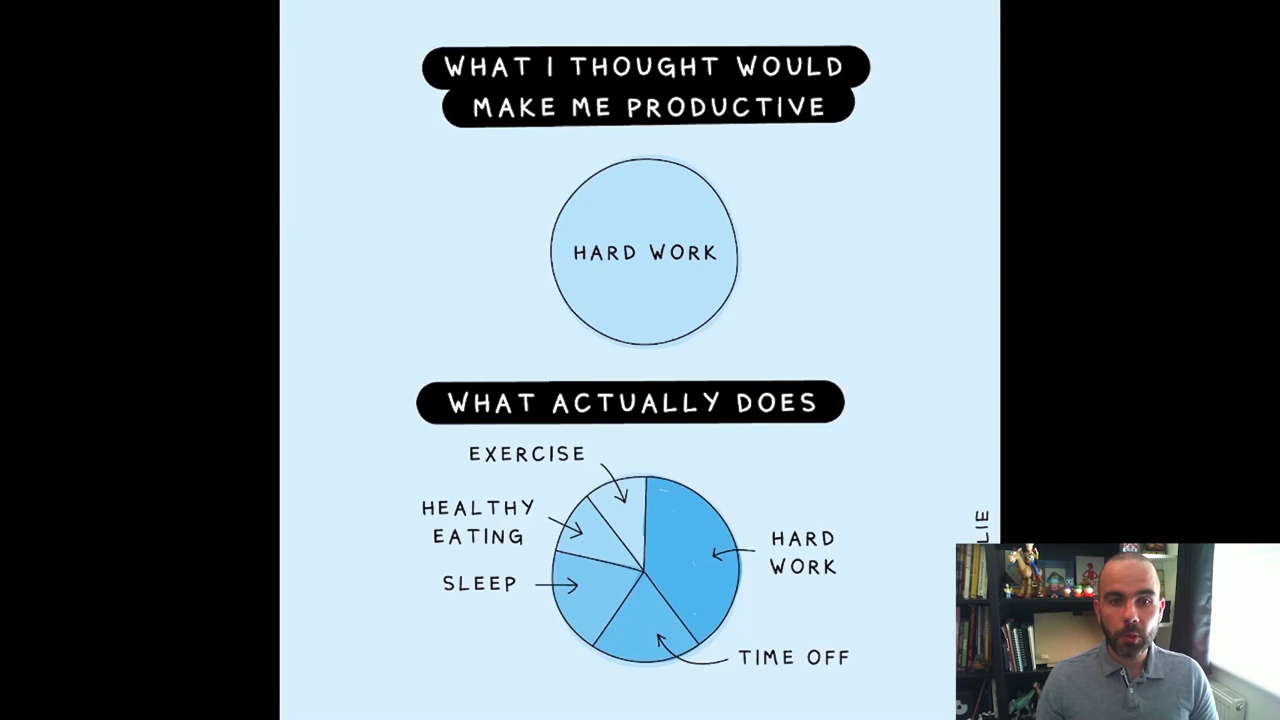 WHAT I THOUGHT WOULD
MAKE ME PRODUCTIVE
HARD WORK
WHAT ACTUALLY DOES
EXERCISE
HEALTHY
EATING
SLEEP
HARD
WORK
TIME OFF
LIE